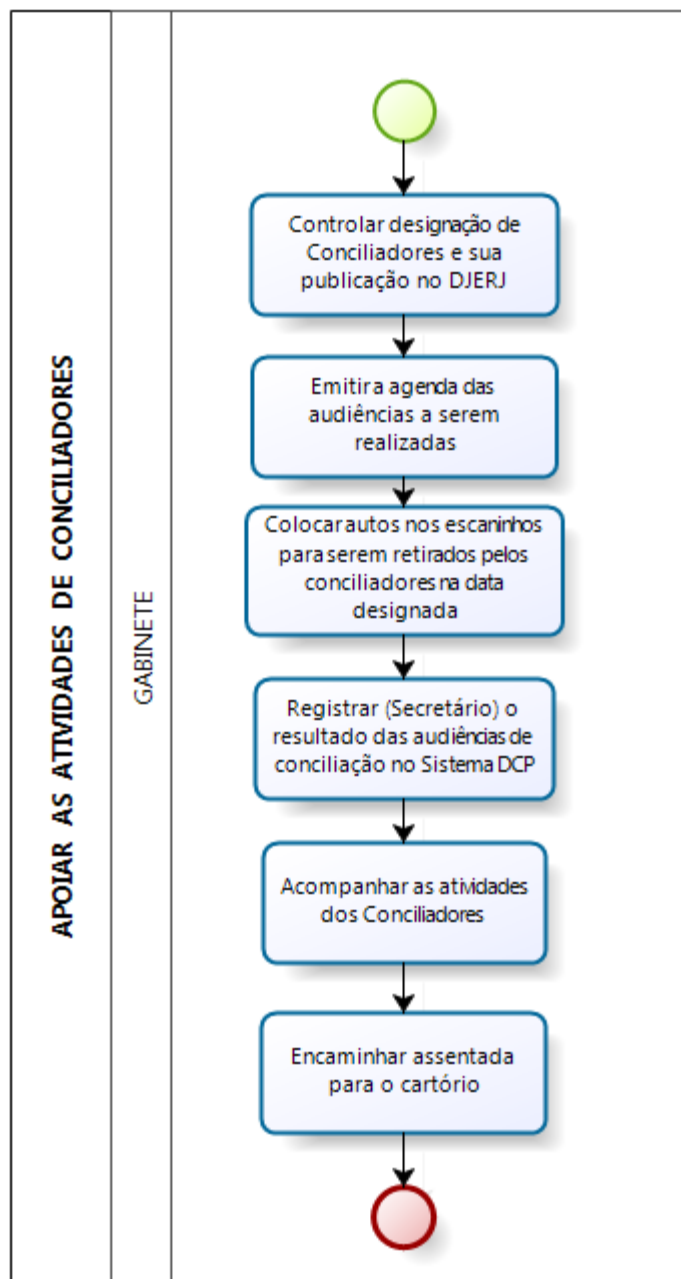 APOIAR AS ATIVIDADES DE CONCILIADORES
GABINETE
Controlar designação de
Conciliadores e sua
publicação no DJERJ
Emitir a agenda das
audiências a serem
realizadas
Colocar autos nos escaninhos
para serem retirados pelos
conciliadores na data
designada
Registrar (Secretário) o
resultado das audiências de
conciliação no Sistema DCP
Acompanhar as atividades
dos Conciliadores
Encaminhar assentada
para o cartório